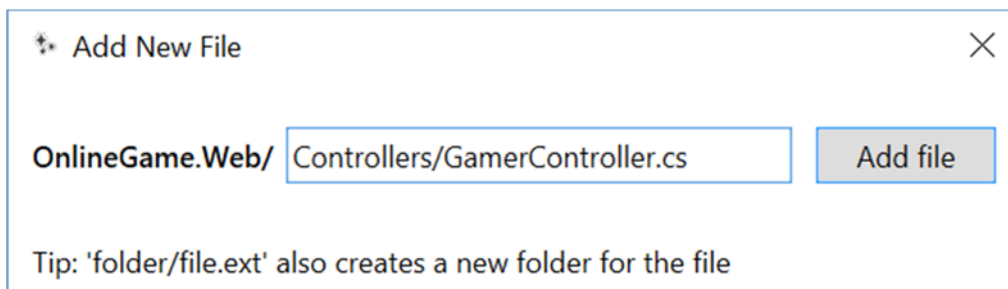 Add New File
OnlineGame.Web/ Controllers/GamerController.cs Add file
Tip: 'folder/file.ext' also creates a new folder for the file